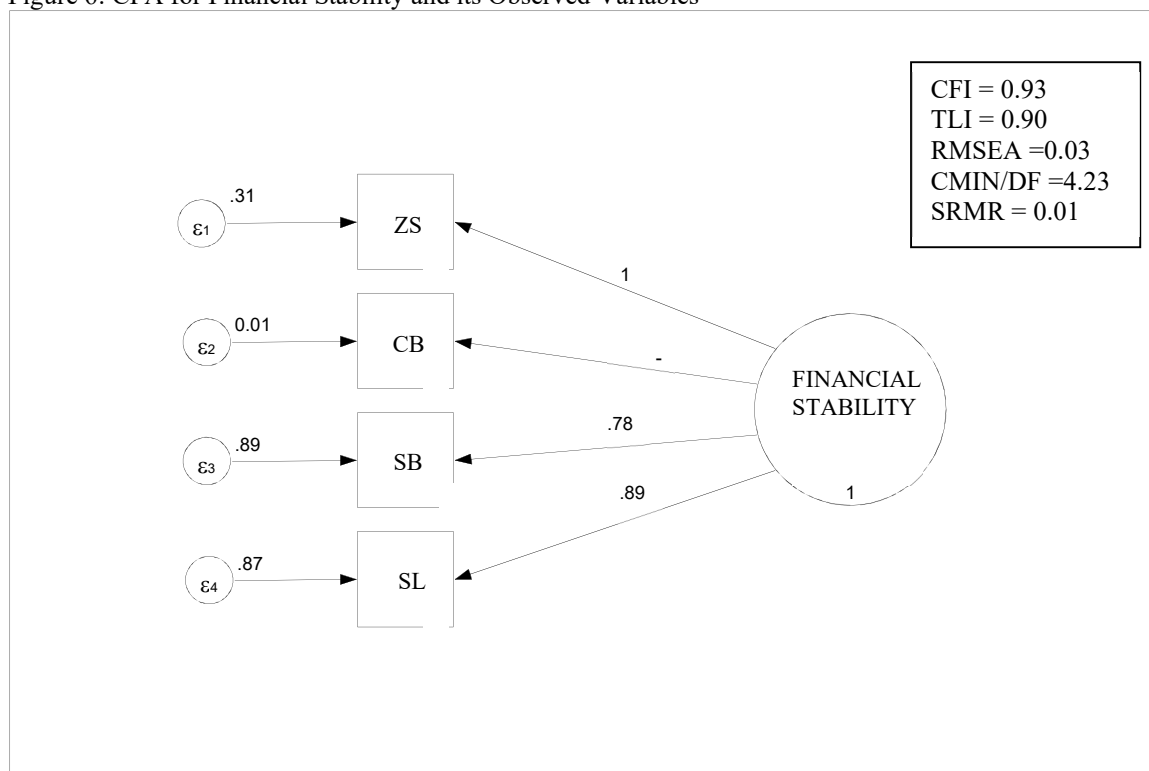 Figure 6: CFA for Financial Stability and its Observed Variables
CFI = 0.93
TLI = 0.90
RMSEA =0.03
CMIN/DF =4.23
SRMR = 0.01
ε1
.31
ZS
1
ε2
0.01
CB
-
FINANCIAL
STABILITY
1
ε3
.89
SB
.78
ε4
.87
SL
.89